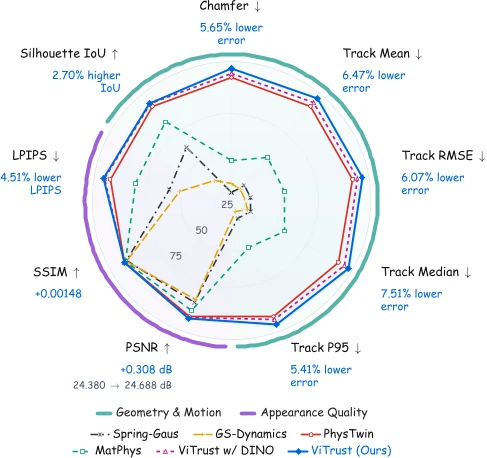 Chamfer ↓
5.65% lower
error
Silhouette IoU ↑
2.70% higher
IoU
Track Mean ↓
6.47% lower
error
LPIPS ↓
4.51% lower
LPIPS
Track RMSE ↓
6.07% lower
error
25
50
75
SSIM ↑
+0.00148
Track Median ↓
7.51% lower
error
PSNR ↑
+0.308 dB
24.380 → 24.688 dB
Track P95 ↓
5.41% lower
error
Geometry & Motion
Appearance Quality
Spring-Gaus
GS-Dynamics
PhysTwin
MatPhys
ViTrust w/ DINO
ViTrust (Ours)